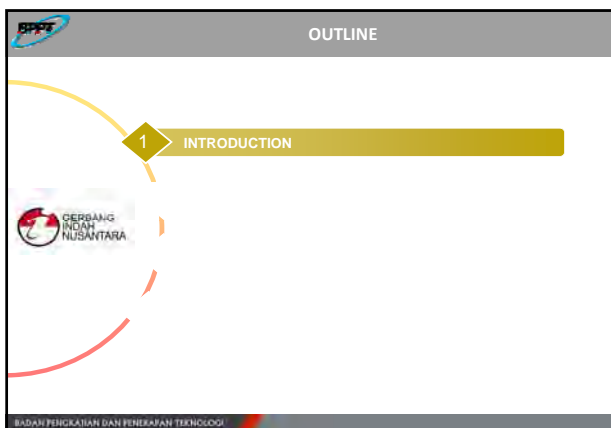 BPPT
OUTLINE
1
INTRODUCTION
GERBANG
INDAH
NUSANTARA
BADAN PENGKAJIAN DAN PENERAPAN TEKNOLOGI